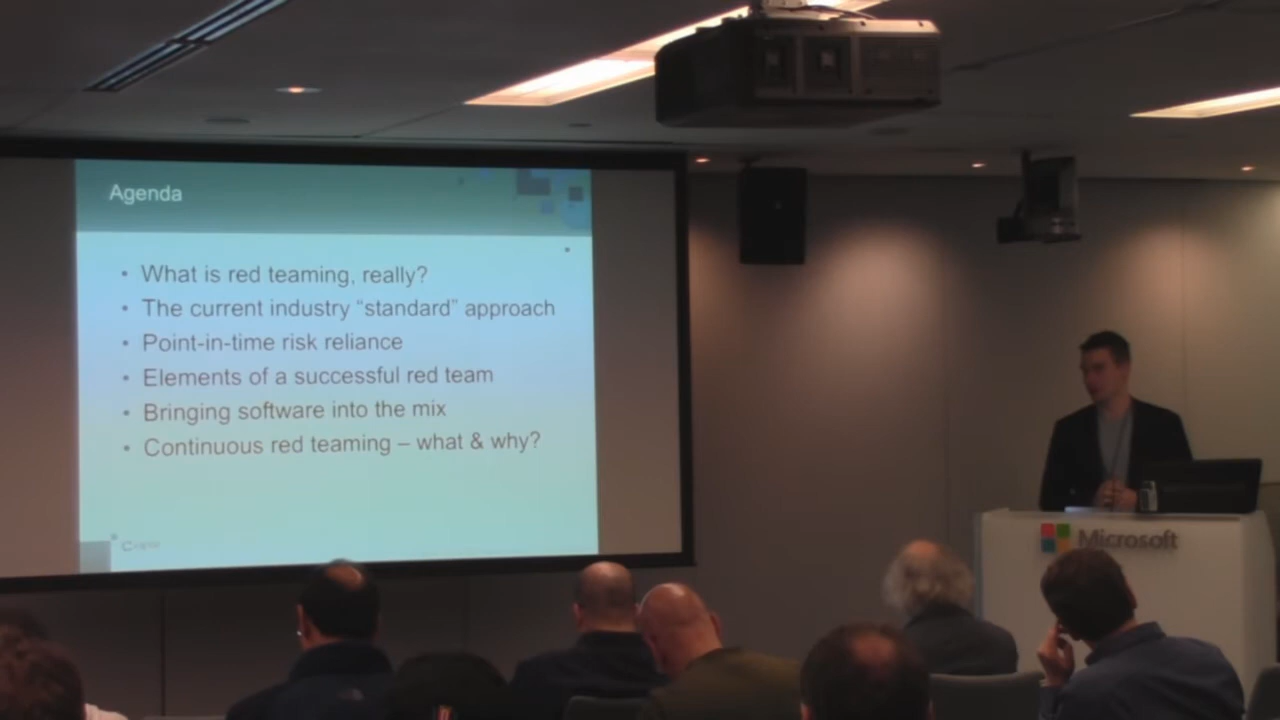 Agenda
• What is red teaming, really?
• The current industry “standard” approach
• Point-in-time risk reliance
• Elements of a successful red team
• Bringing software into the mix
• Continuous red teaming – what & why?
Microsoft